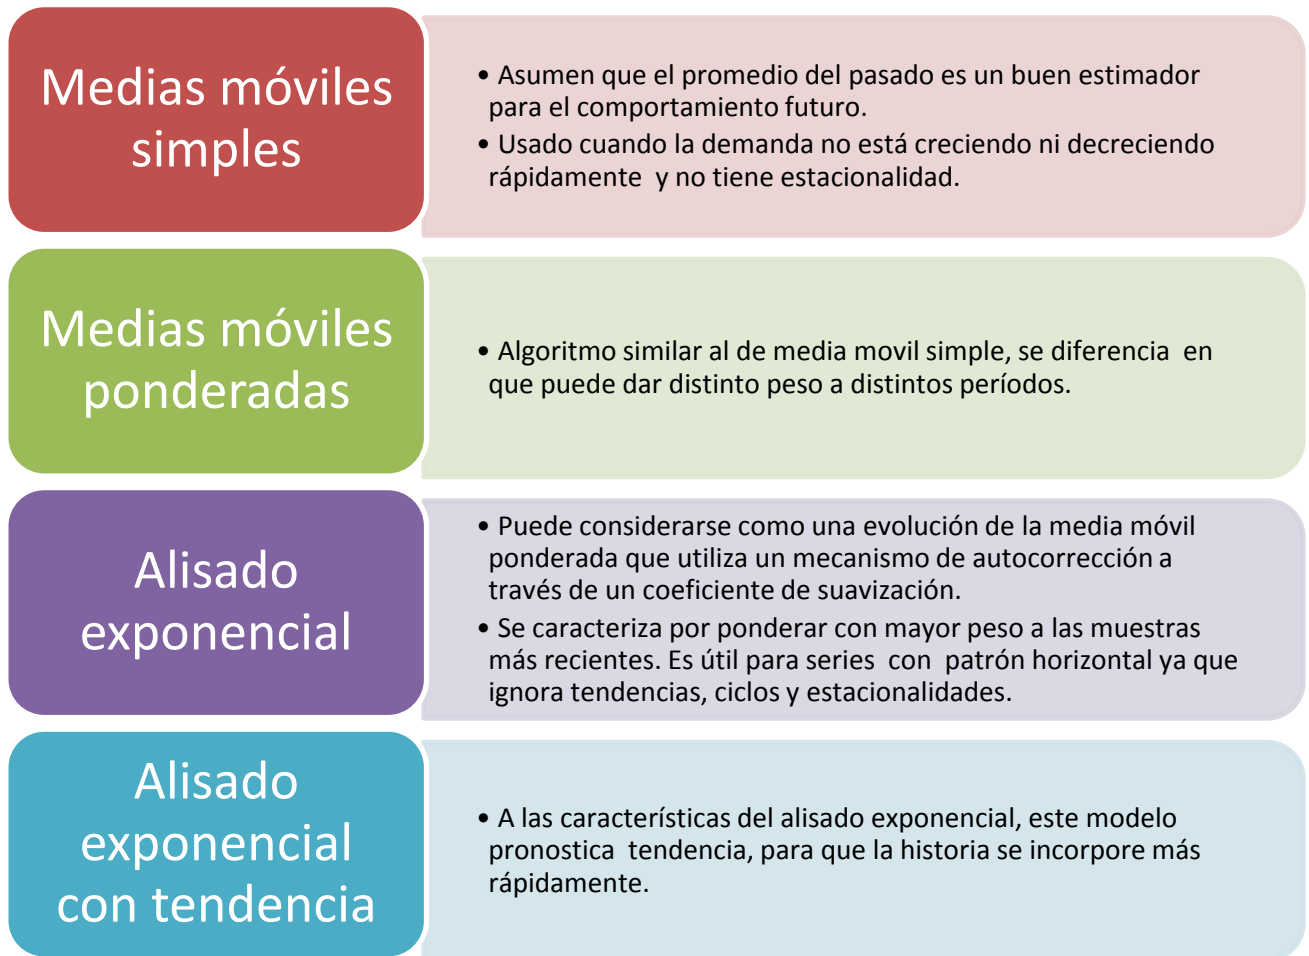 Medias móviles
simples
• Asumen que el promedio del pasado es un buen estimador
para el comportamiento futuro.
• Usado cuando la demanda no está creciendo ni decreciendo
rápidamente y no tiene estacionalidad.
Medias móviles
ponderadas
• Algoritmo similar al de media movil simple, se diferencia en
que puede dar distinto peso a distintos períodos.
Alisado
exponencial
• Puede considerarse como una evolución de la media móvil
ponderada que utiliza un mecanismo de autocorrección a
través de un coeficiente de suavización.
• Se caracteriza por ponderar con mayor peso a las muestras
más recientes. Es útil para series con patrón horizontal ya que
ignora tendencias, ciclos y estacionalidades.
Alisado
exponencial
con tendencia
• A las características del alisado exponencial, este modelo
pronostica tendencia, para que la historia se incorpore más
rápidamente.